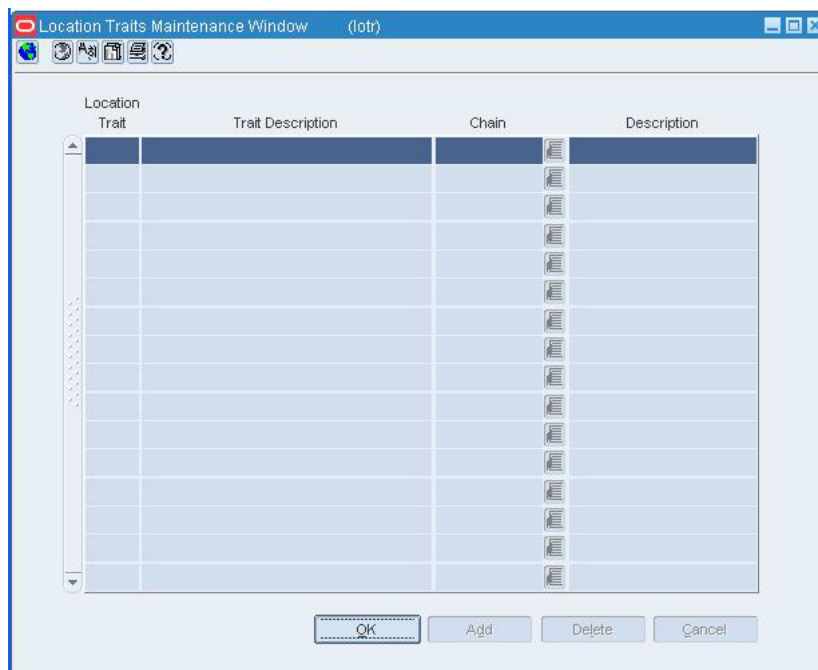 Location Traits Maintenance Window (lotr)
Location
Trait Trait Description Chain Description
OK Add Delete Cancel